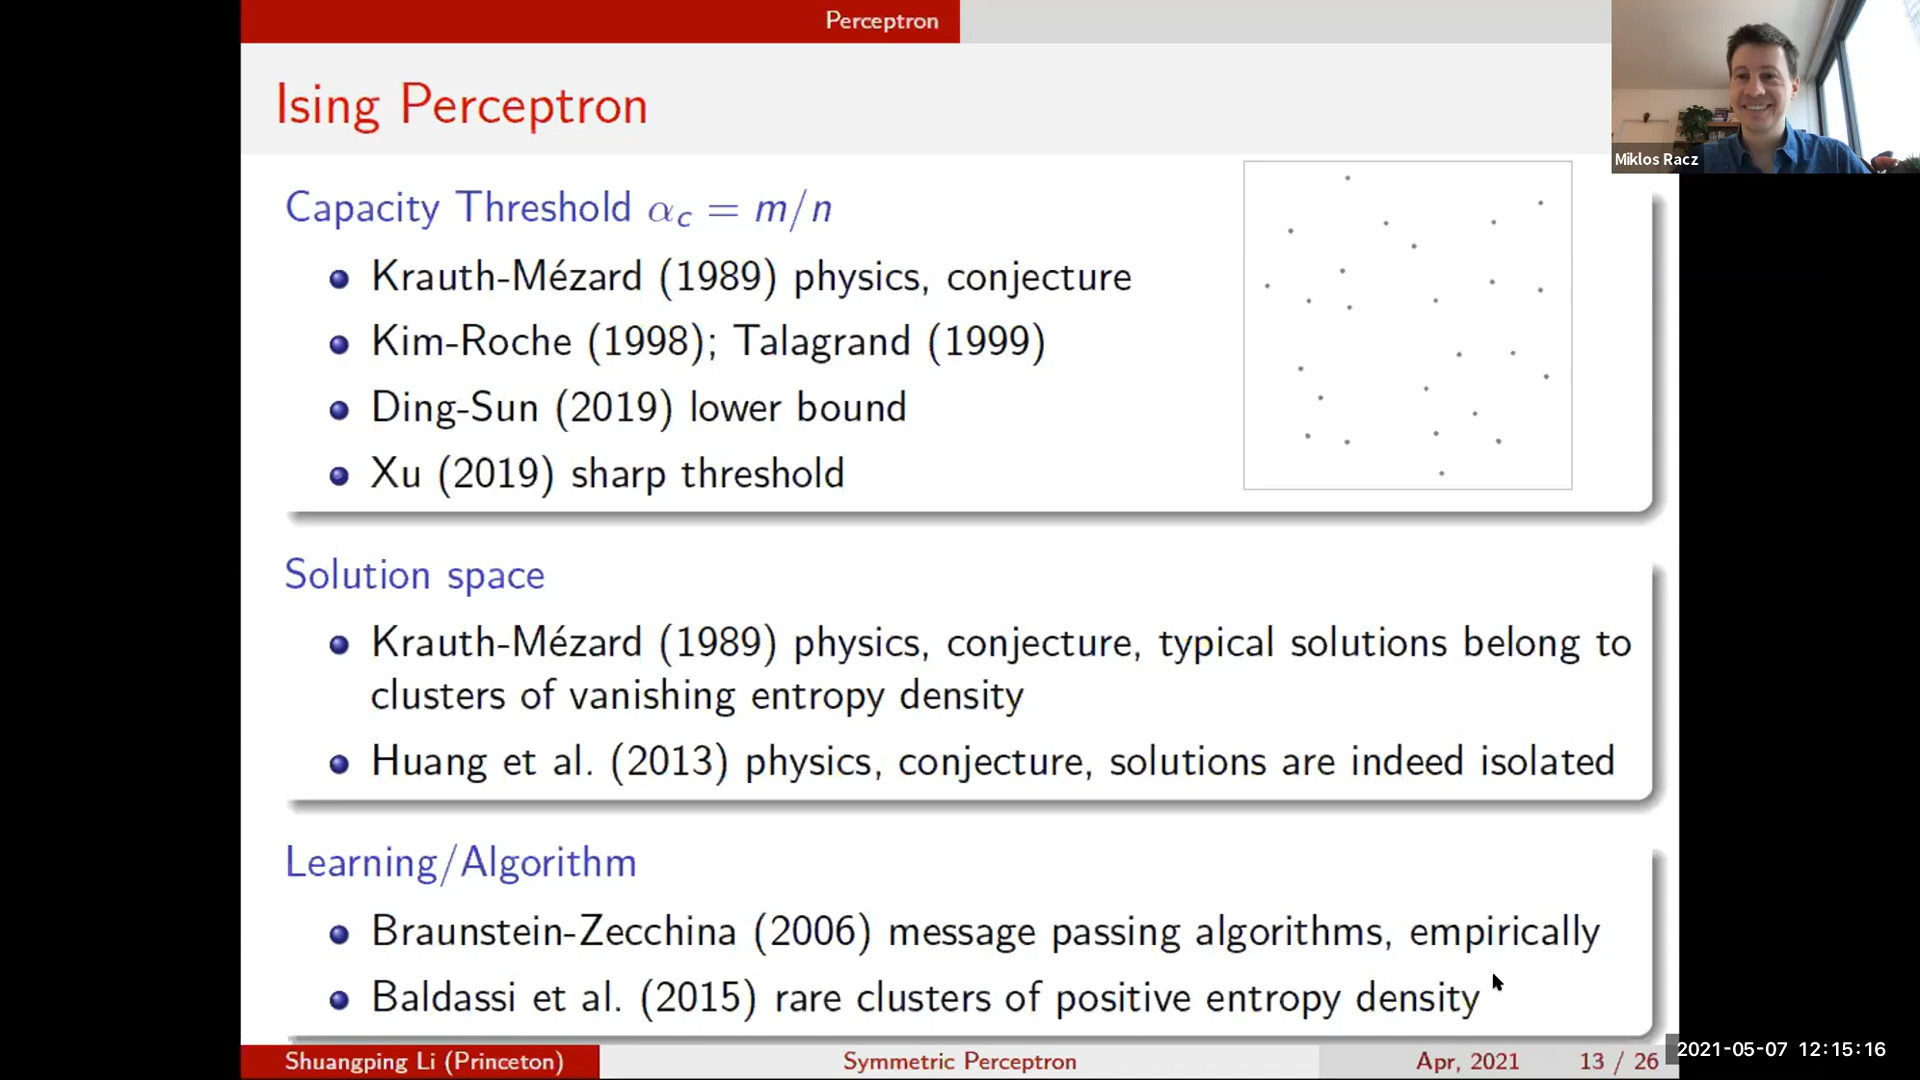 Perceptron
Ising Perceptron
Miklos Racz
Capacity Threshold α_c = m/n
Krauth-Mézard (1989) physics, conjecture
Kim-Roche (1998); Talagrand (1999)
Ding-Sun (2019) lower bound
Xu (2019) sharp threshold
Solution space
Krauth-Mézard (1989) physics, conjecture, typical solutions belong to
clusters of vanishing entropy density
Huang et al. (2013) physics, conjecture, solutions are indeed isolated
Learning/Algorithm
Braunstein-Zecchina (2006) message passing algorithms, empirically
Baldassi et al. (2015) rare clusters of positive entropy density
Shuangping Li (Princeton) Symmetric Perceptron Apr, 2021 13 / 26
2021-05-07 12:15:16